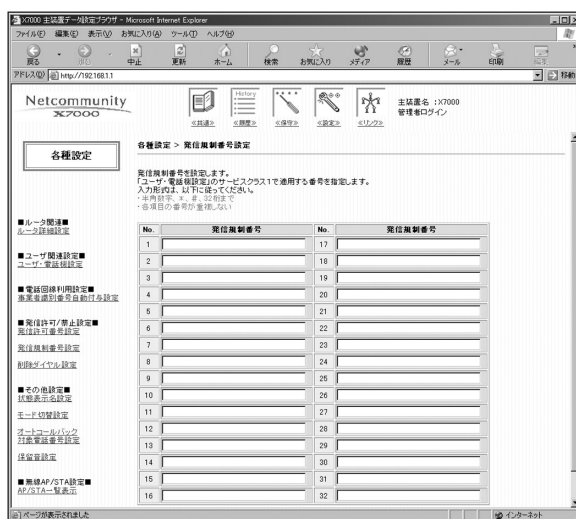 X7000 主装置データ設定ブラウザ - Microsoft Internet Explorer
ファイル(F) 編集(E) 表示(V) お気に入り(A) ツール(T) ヘルプ(H)
戻る 進む 中止 更新 ホーム 検索 お気に入り メディア 履歴 メール 印刷 編集
アドレス(D) http://192.168.1.1 移動
Netcommunity
X7000
History
≪共通≫ ≪履歴≫ ≪保守≫ ≪設定≫ ≪リンク≫
主装置名 :X7000
管理者ログイン
各種設定
■ルータ関連■
ルータ詳細設定
■ユーザ関連設定■
ユーザ・電話機設定
■電話回線利用設定■
事業者識別番号自動付与設定
■発信許可/禁止設定■
発信許可番号設定
発信規制番号設定
削除ダイヤル設定
■その他設定■
状態表示名設定
モード切替設定
オートコールバック
対象電話番号設定
保留音設定
■無線AP/STA設定■
AP/STA一覧表示
各種設定 > 発信規制番号設定
発信規制番号を設定します。
「ユーザ・電話機設定」のサービスクラス1で適用する番号を指定します。
入力形式は、以下に従ってください。
・半角数字、*、#、32桁まで
・各項目の番号が重複しない
No. 発信規制番号 No. 発信規制番号
1 17
2 18
3 19
4 20
5 21
6 22
7 23
8 24
9 25
10 26
11 27
12 28
13 29
14 30
15 31
16 32
ページが表示されました インターネット